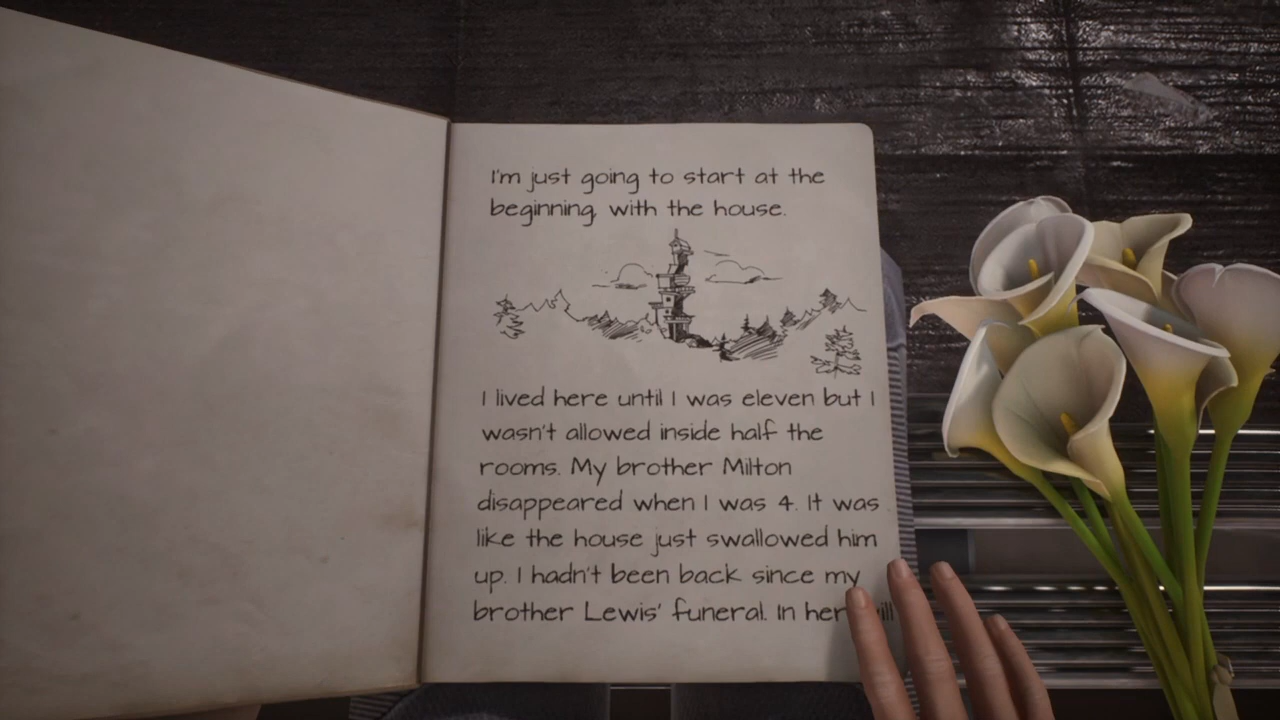 I'm just going to start at the
beginning, with the house.
I lived here until I was eleven but I
wasn't allowed inside half the
rooms. My brother Milton
disappeared when I was 4. It was
like the house just swallowed him
up. I hadn't been back since my
brother Lewis' funeral. In her